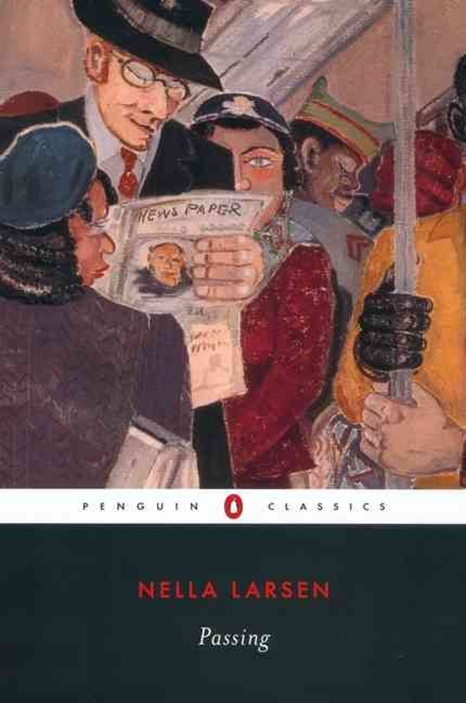 NEWS PAPER
PENGUIN CLASSICS
NELLA LARSEN
Passing